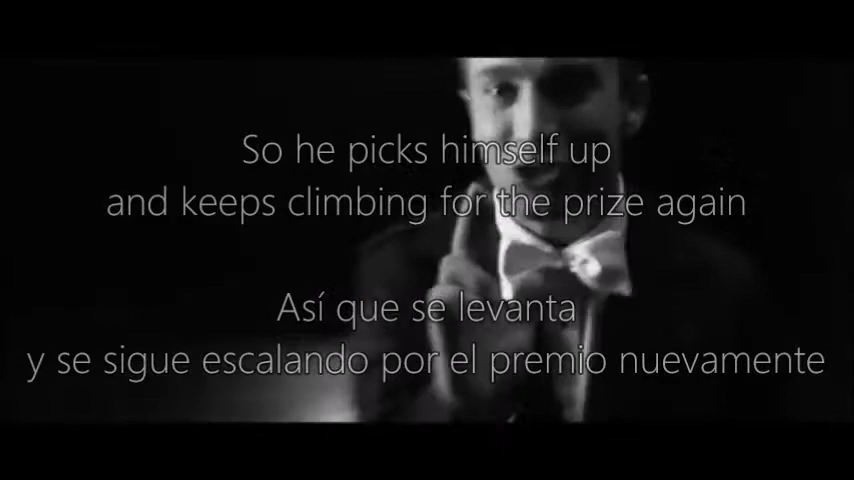 So he picks himself up
and keeps climbing for the prize again
Así que se levanta
y se sigue escalando por el premio nuevamente